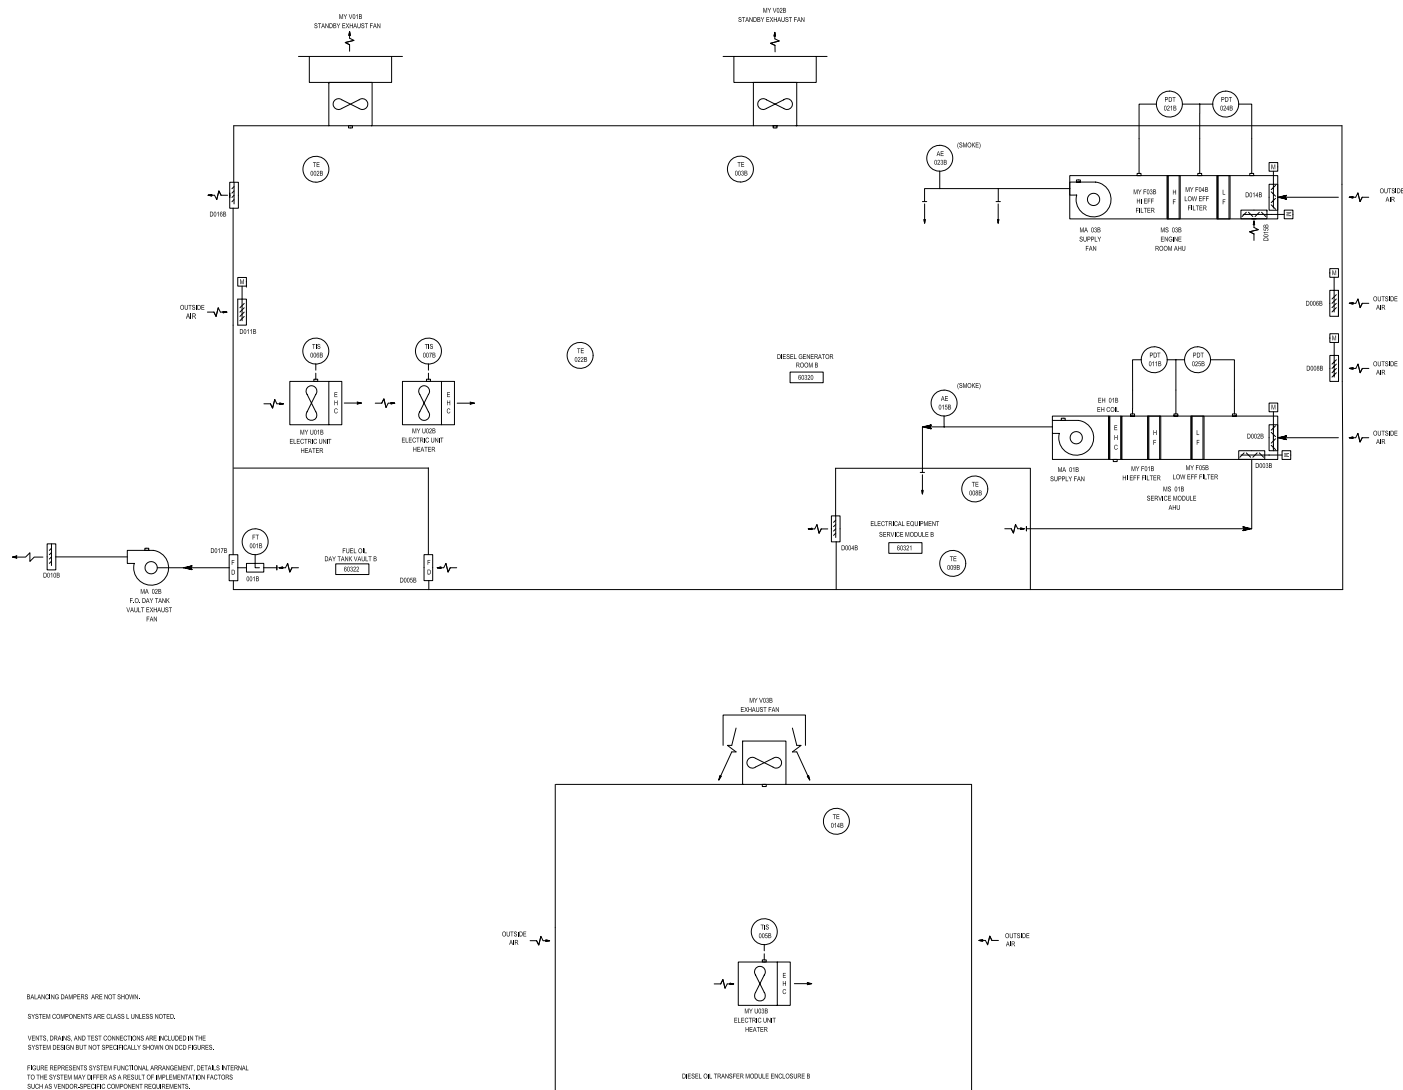 MY V01B
STANDBY EXHAUST FAN
MY V02B
STANDBY EXHAUST FAN
PDT
021B
PDT
024B
TE
002B
TE
003B
AE
023B
(SMOKE)
MY F03B
HI EFF
FILTER
H
F
MY F04B
LOW EFF
FILTER
L
F
D014B
M
M
D015B
OUTSIDE
AIR
MA 03B
SUPPLY
FAN
MS 03B
ENGINE
ROOM AHU
D016B
M
OUTSIDE
AIR
D011B
M
D006B
OUTSIDE
AIR
M
D008B
OUTSIDE
AIR
TIS
006B
TIS
007B
TE
022B
DIESEL GENERATOR
ROOM B
60320
PDT
011B
PDT
025B
E
H
C
MY U01B
ELECTRIC UNIT
HEATER
E
H
C
MY U02B
ELECTRIC UNIT
HEATER
AE
015B
(SMOKE)
EH 01B
EH COIL
E
H
C
H
F
L
F
M
D002B
M
D003B
OUTSIDE
AIR
MA 01B
SUPPLY FAN
MY F01B
HI EFF FILTER
MY F05B
LOW EFF FILTER
MS 01B
SERVICE MODULE
AHU
TE
008B
ELECTRICAL EQUIPMENT
SERVICE MODULE B
60321
D004B
TE
009B
D010B
MA 02B
F.O. DAY TANK
VAULT EXHAUST
FAN
D017B
F
D
FT
001B
001B
FUEL OIL
DAY TANK VAULT B
60322
D005B
F
D
MY V03B
EXHAUST FAN
TE
014B
OUTSIDE
AIR
OUTSIDE
AIR
TIS
005B
E
H
C
MY U03B
ELECTRIC UNIT
HEATER
DIESEL OIL TRANSFER MODULE ENCLOSURE B
BALANCING DAMPERS ARE NOT SHOWN.
SYSTEM COMPONENTS ARE CLASS L UNLESS NOTED.
VENTS, DRAINS, AND TEST CONNECTIONS ARE INCLUDED IN THE
SYSTEM DESIGN BUT NOT SPECIFICALLY SHOWN ON DCD FIGURES.
FIGURE REPRESENTS SYSTEM FUNCTIONAL ARRANGEMENT. DETAILS INTERNAL
TO THE SYSTEM MAY DIFFER AS A RESULT OF IMPLEMENTATION FACTORS
SUCH AS VENDOR-SPECIFIC COMPONENT REQUIREMENTS.